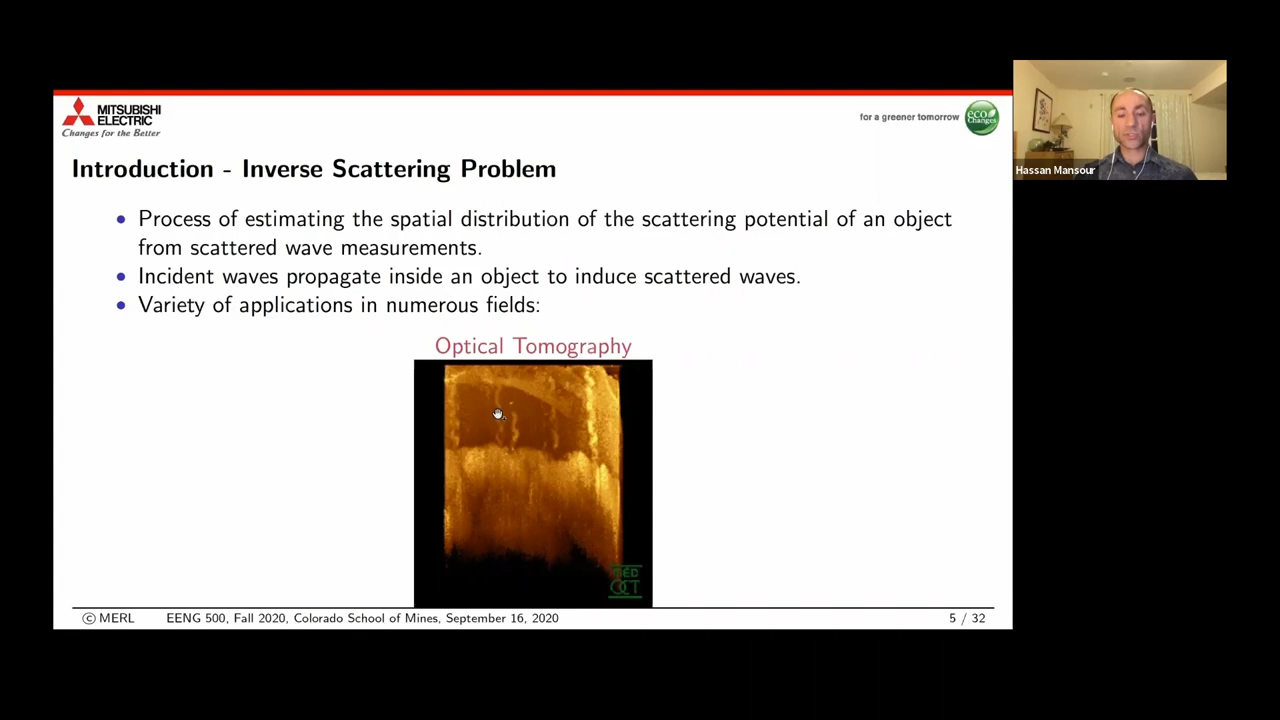 MITSUBISHI
ELECTRIC
Changes for the Better
for a greener tomorrow
eco
Changes
Hassan Mansour
Introduction - Inverse Scattering Problem
• Process of estimating the spatial distribution of the scattering potential of an object
from scattered wave measurements.
• Incident waves propagate inside an object to induce scattered waves.
• Variety of applications in numerous fields:
Optical Tomography
MED
OCT
© MERL EENG 500, Fall 2020, Colorado School of Mines, September 16, 2020 5 / 32